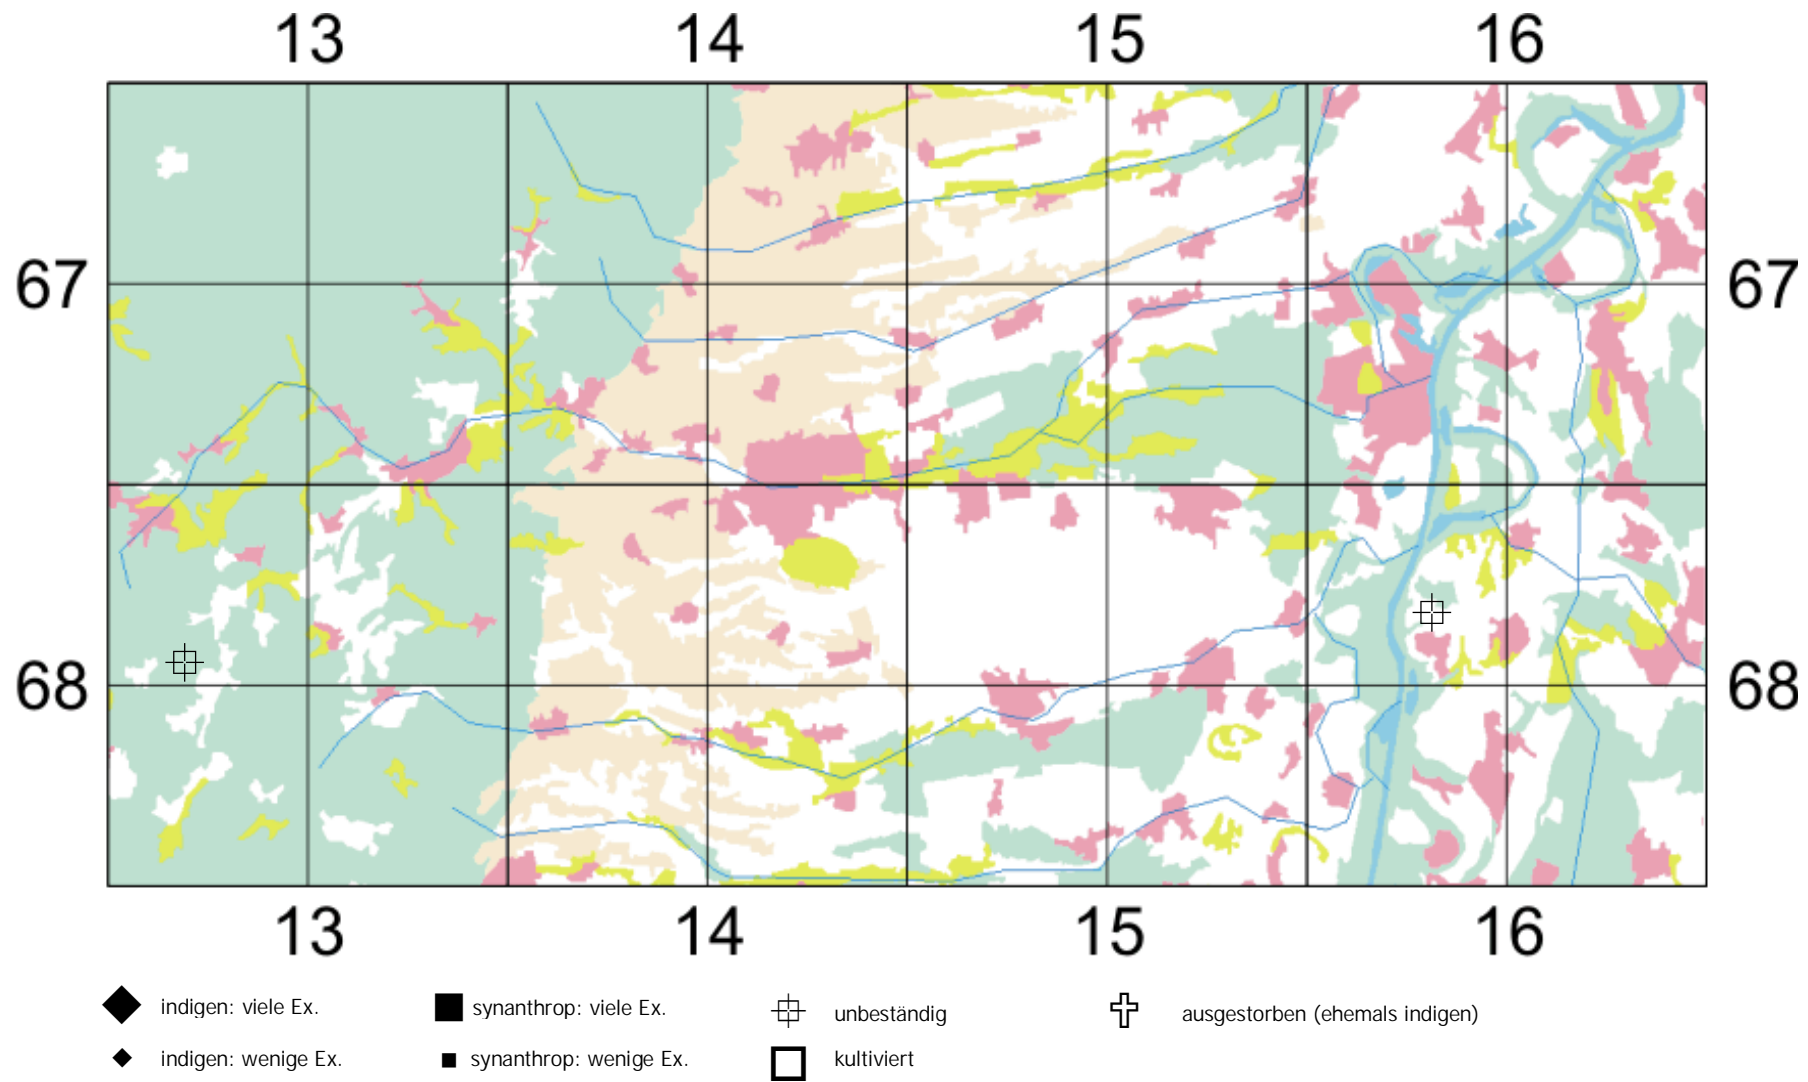 13 14 15 16
67 67
68 68
13 14 15 16
indigen: viele Ex. synanthrop: viele Ex. unbeständig ausgestorben (ehemals indigen)
indigen: wenige Ex. synanthrop: wenige Ex. kultiviert